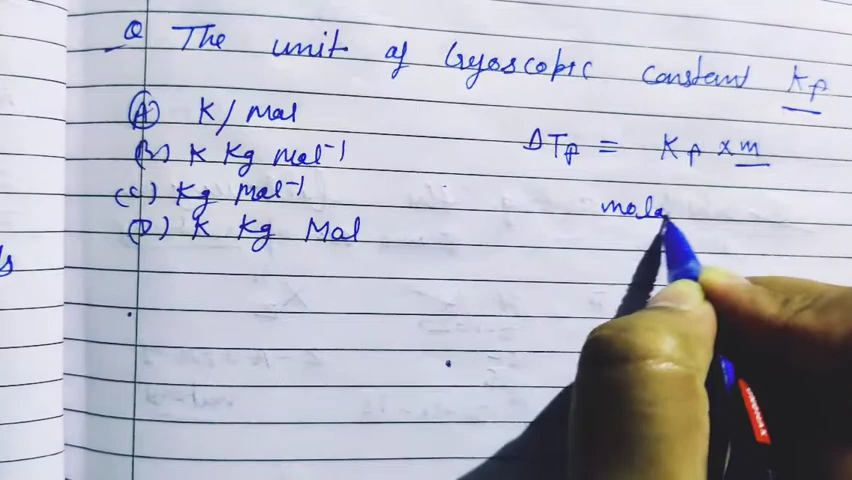 Q The unit of Cryoscopic constant Kf
(A) K/Mol
(b) K Kg Mol⁻¹
(c) Kg Mol⁻¹
(D) K Kg Mol
ΔTf = Kf × m
mola